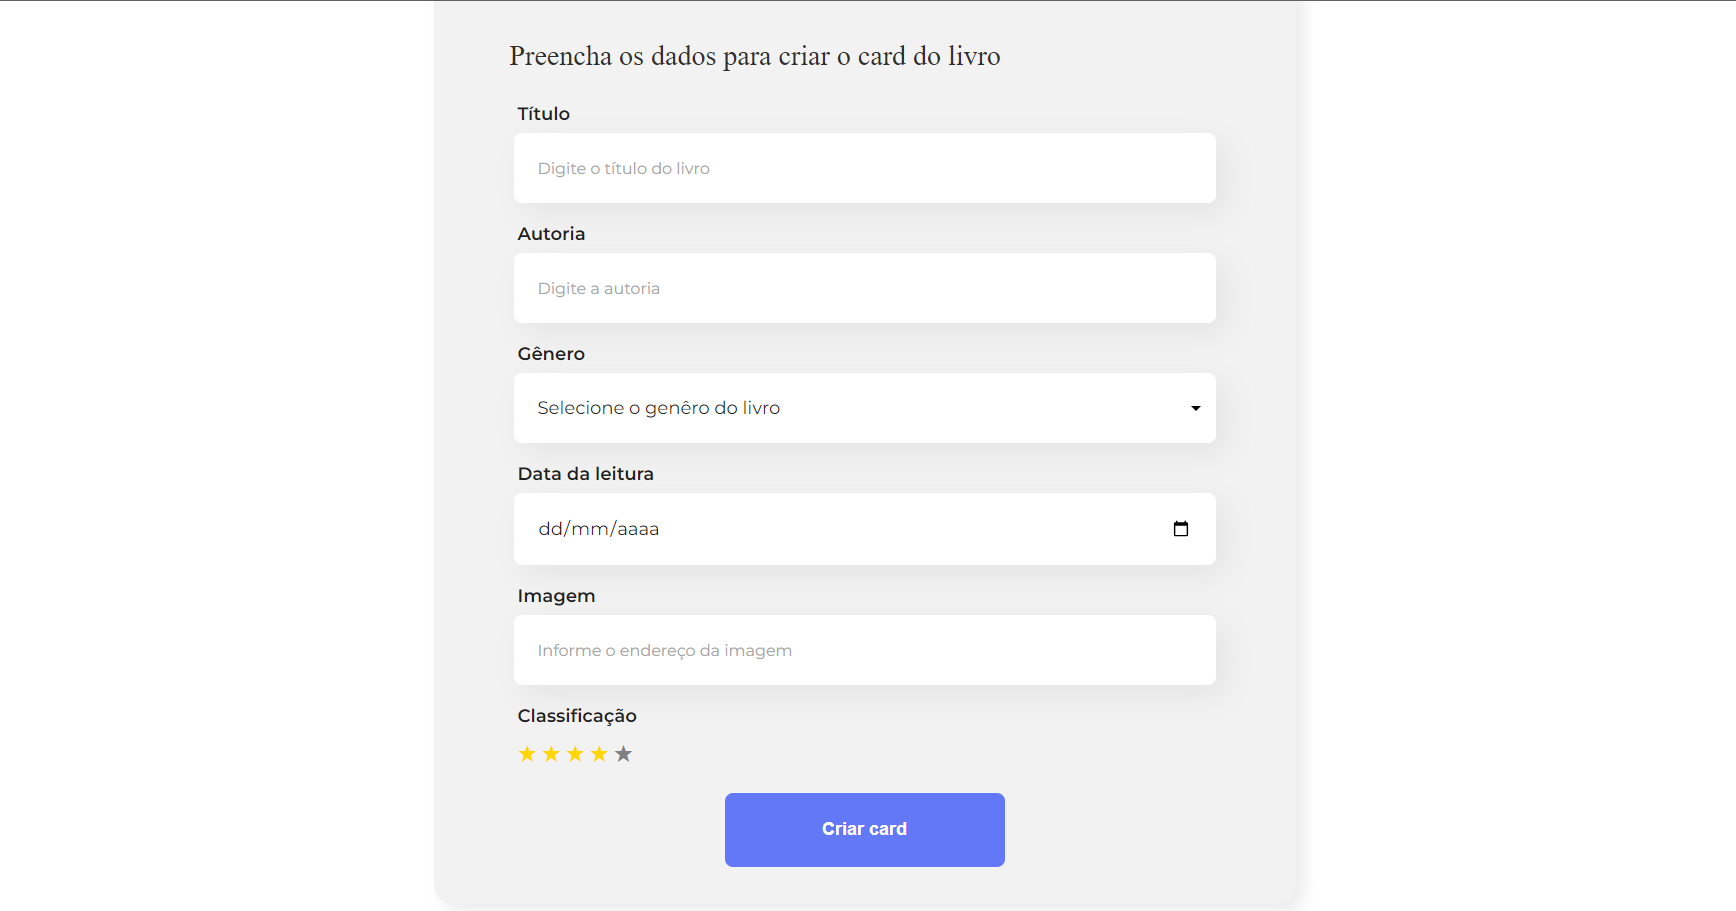 Preencha os dados para criar o card do livro
Título
Digite o título do livro
Autoria
Digite a autoria
Gênero
Selecione o genêro do livro
Data da leitura
dd/mm/aaaa
Imagem
Informe o endereço da imagem
Classificação
Criar card